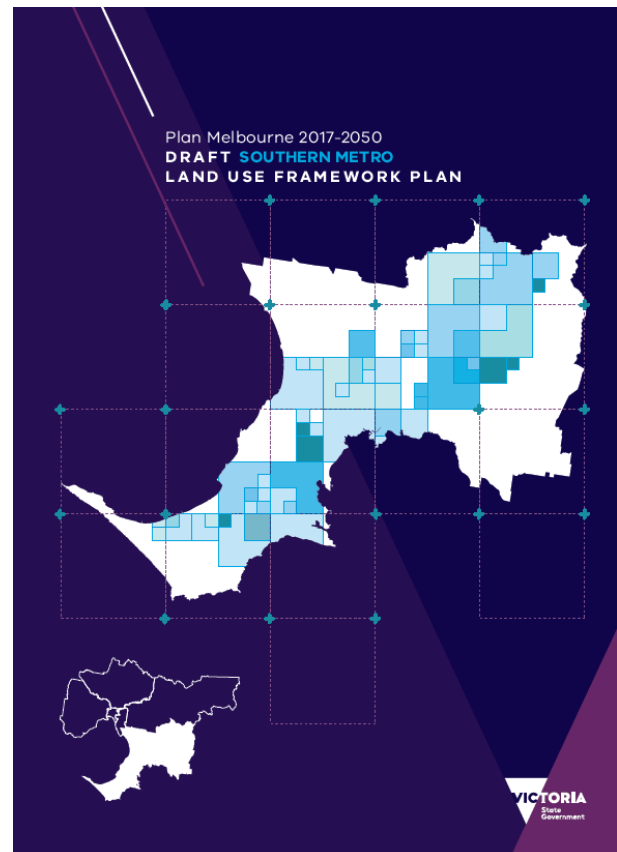 Plan Melbourne 2017-2050
DRAFT SOUTHERN METRO
LAND USE FRAMEWORK PLAN
VICTORIA
State
Government